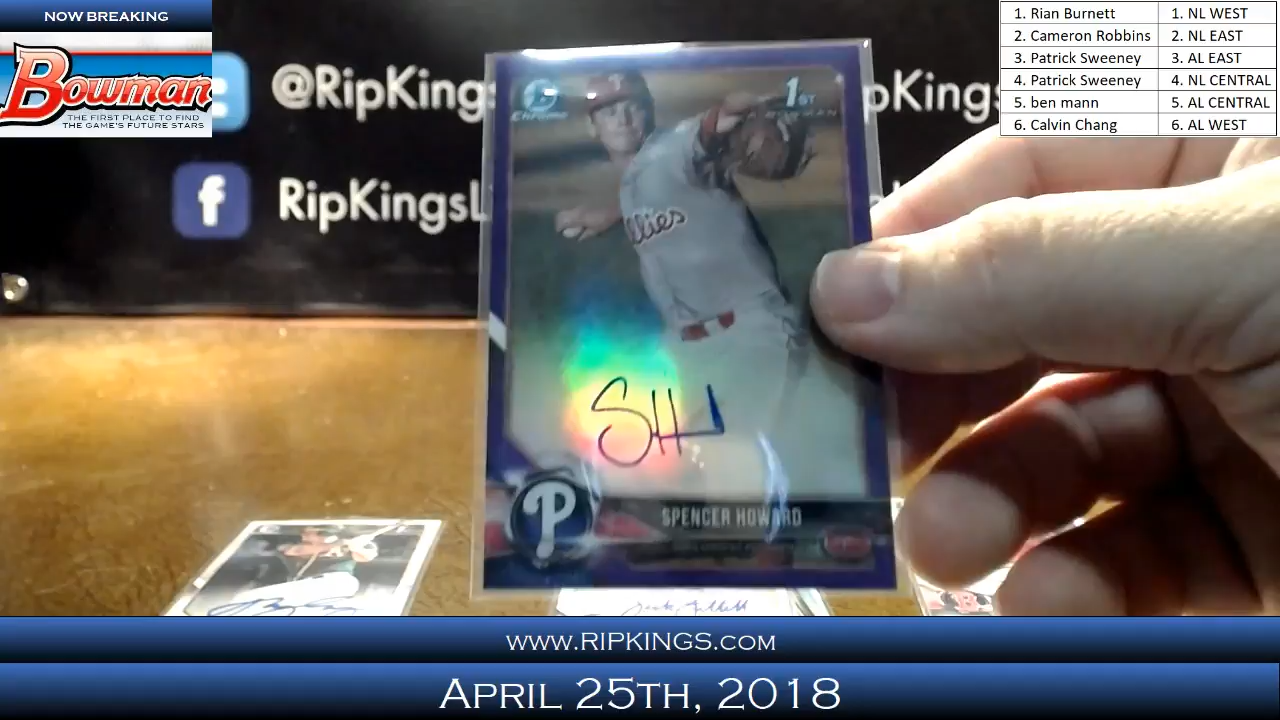 NOW BREAKING
Bowman
THE FIRST PLACE TO FIND
THE GAME'S FUTURE STARS
1. Rian Burnett 1. NL WEST
2. Cameron Robbins 2. NL EAST
3. Patrick Sweeney 3. AL EAST
4. Patrick Sweeney 4. NL CENTRAL
5. ben mann 5. AL CENTRAL
6. Calvin Chang 6. AL WEST
@RipKings
pKings
RipKingsL
Chrome
1ST
BOWMAN
llies
P
SPENCER HOWARD
www.RIPKINGS.COM
APRIL 25TH, 2018